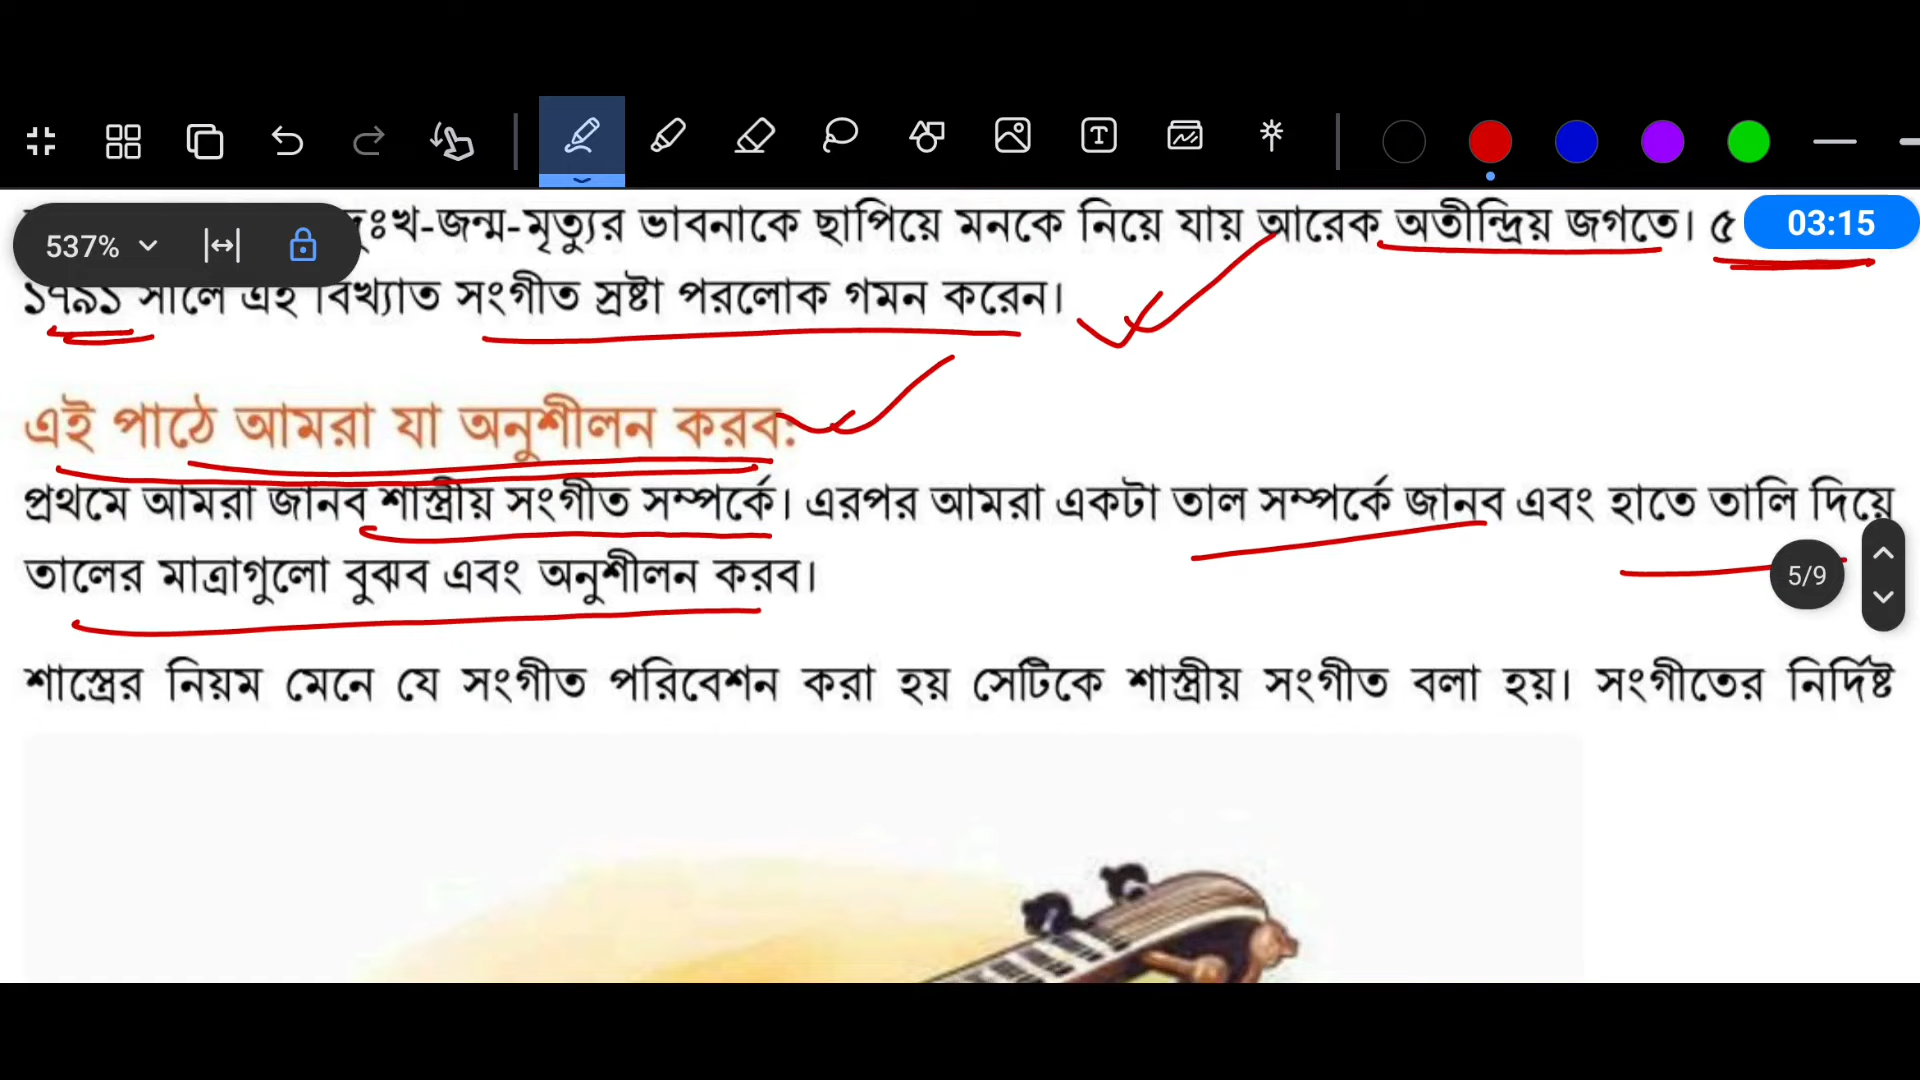 দুঃখ-জন্ম-মৃত্যুর ভাবনাকে ছাপিয়ে মনকে নিয়ে যায় আরেক অতীন্দ্রিয় জগতে। ৫ 03:15
537%
১৭৯১ সালে এই বিখ্যাত সংগীত স্রষ্টা পরলোক গমন করেন।
এই পাঠে আমরা যা অনুশীলন করব:
প্রথমে আমরা জানব শাস্ত্রীয় সংগীত সম্পর্কে। এরপর আমরা একটা তাল সম্পর্কে জানব এবং হাতে তালি দিয়ে
তালের মাত্রাগুলো বুঝব এবং অনুশীলন করব।
5/9
শাস্ত্রের নিয়ম মেনে যে সংগীত পরিবেশন করা হয় সেটিকে শাস্ত্রীয় সংগীত বলা হয়। সংগীতের নির্দিষ্ট